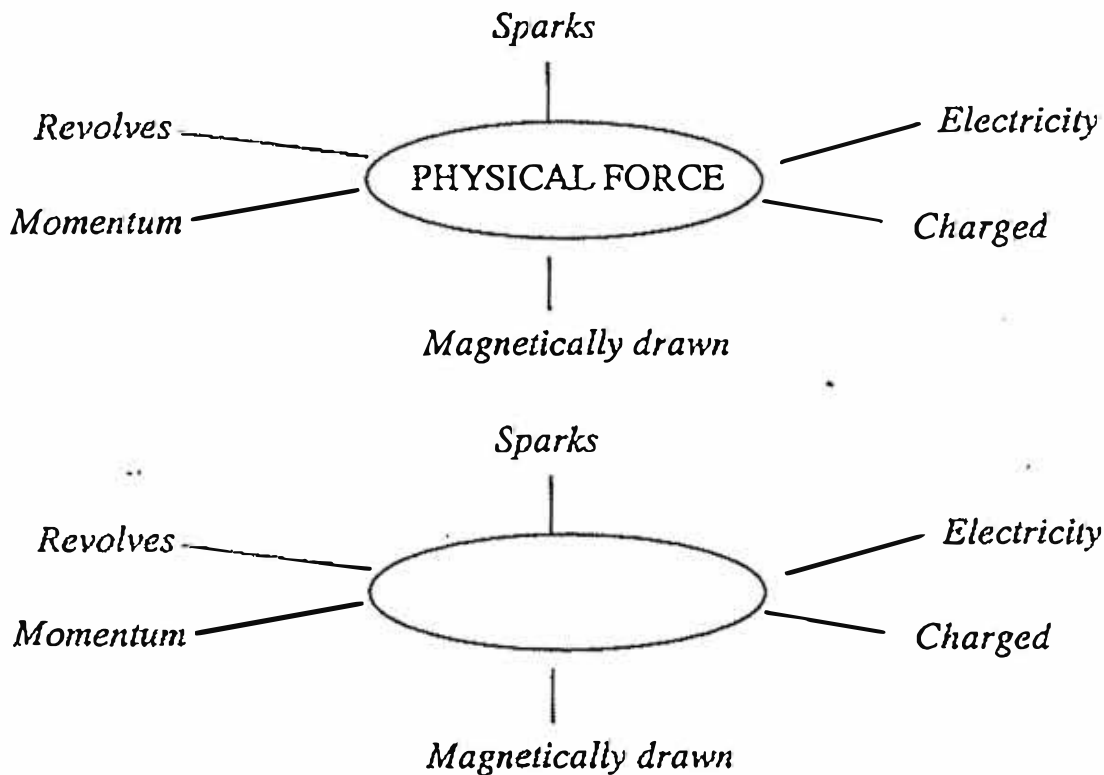 Sparks
Revolves
Electricity
PHYSICAL FORCE
Momentum
Charged
Magnetically drawn
Sparks
Revolves
Electricity
Momentum
Charged
Magnetically drawn